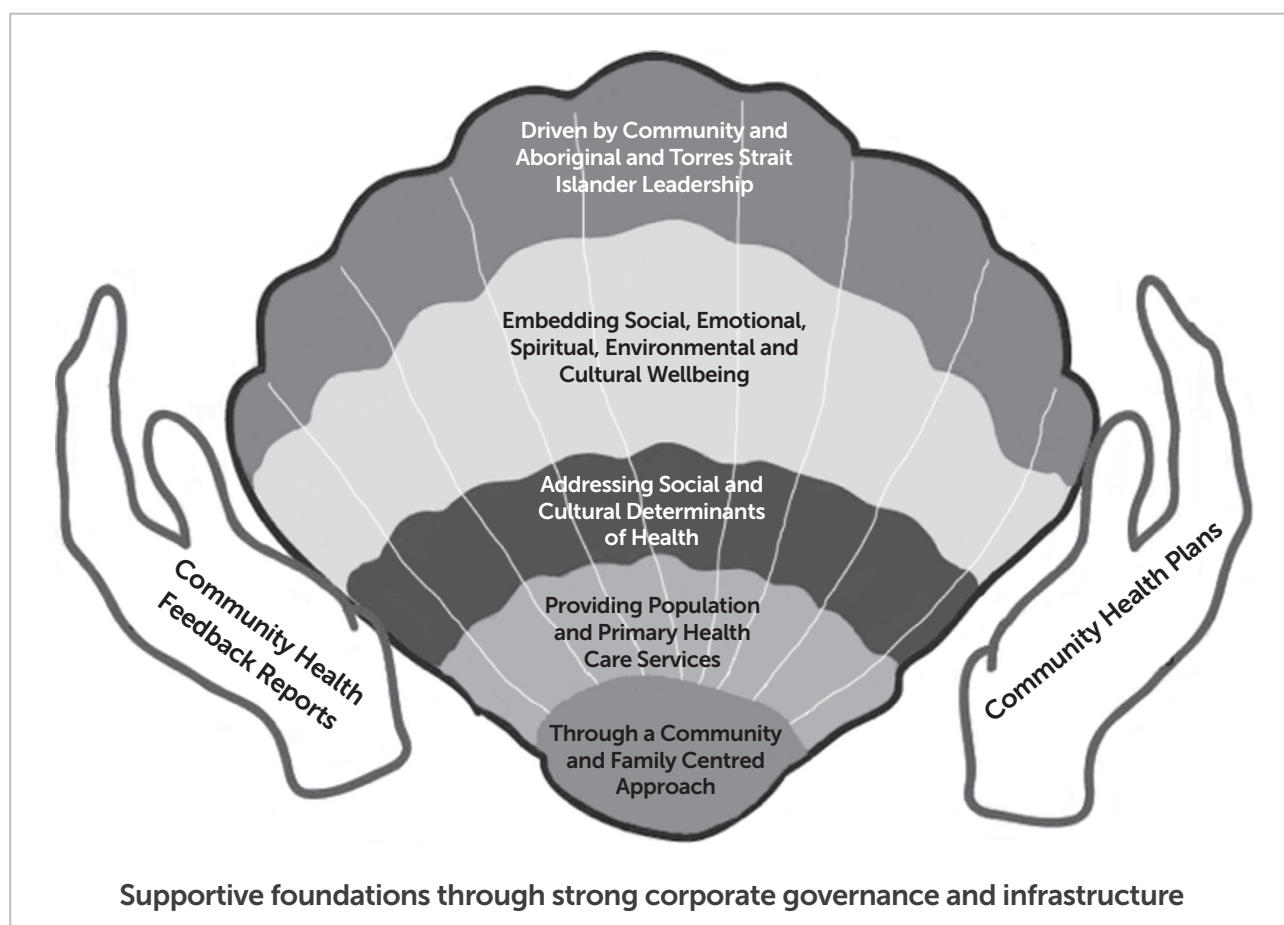 Driven by Community and
Aboriginal and Torres Strait
Islander Leadership
Embedding Social, Emotional,
Spiritual, Environmental and
Cultural Wellbeing
Addressing Social and
Cultural Determinants
of Health
Providing Population
and Primary Health
Care Services
Through a Community
and Family Centred
Approach
Community Health
Feedback Reports
Community Health Plans
Supportive foundations through strong corporate governance and infrastructure